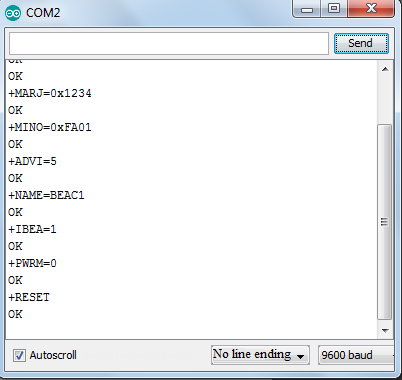 COM2
Send
OK
OK
+MARJ=0x1234
OK
+MINO=0xFA01
OK
+ADVI=5
OK
+NAME=BEAC1
OK
+IBEA=1
OK
+PWRM=0
OK
+RESET
OK
Autoscroll
No line ending
9600 baud